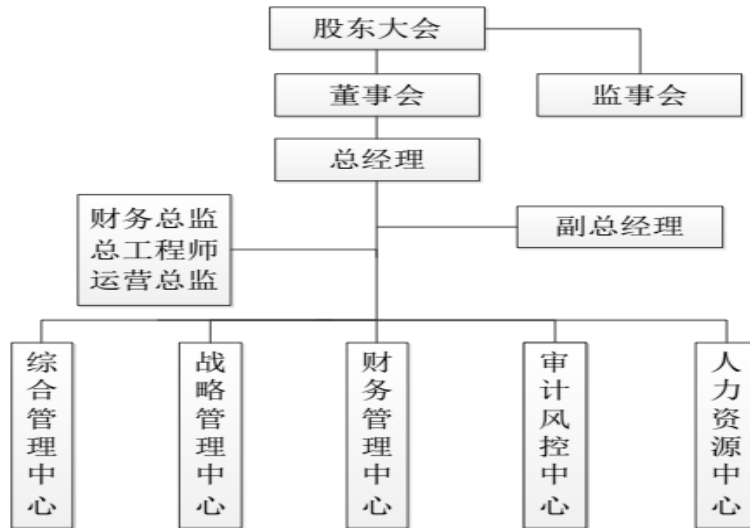 股东大会
董事会
监事会
总经理
财务总监
总工程师
运营总监
副总经理
综合管理中心
战略管理中心
财务管理中心
审计风控中心
人力资源中心